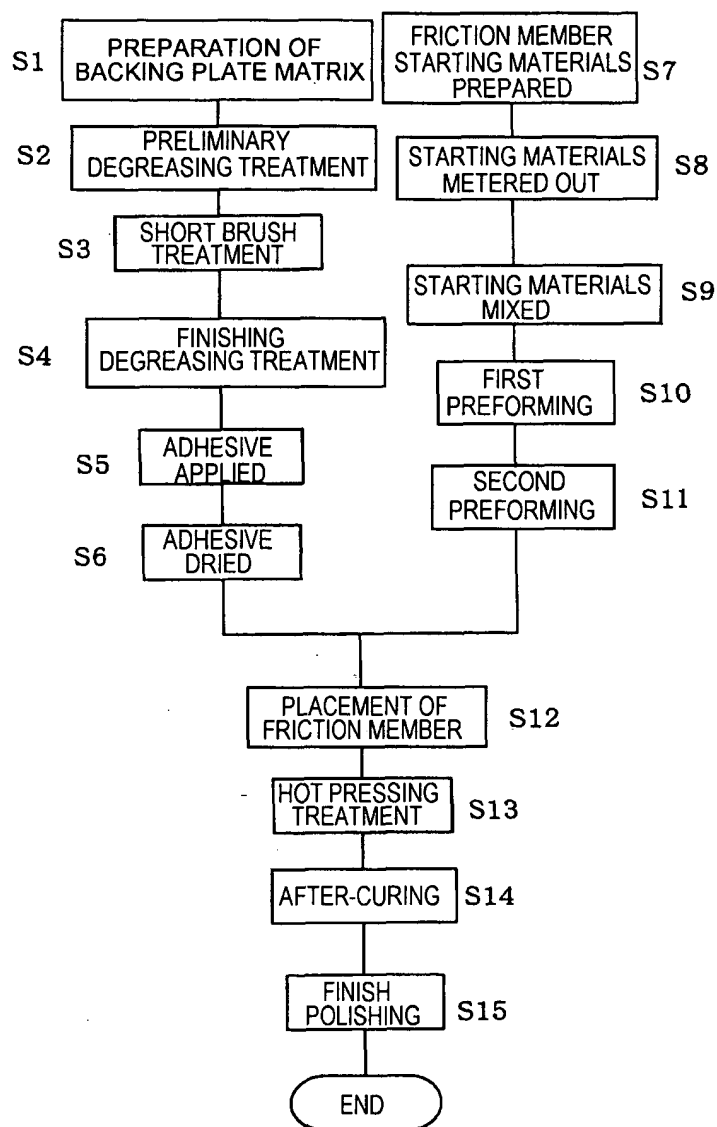 S1
PREPARATION OF
BACKING PLATE MATRIX
S2
PRELIMINARY
DEGREASING TREATMENT
S3
SHORT BRUSH
TREATMENT
S4
FINISHING
DEGREASING TREATMENT
S5
ADHESIVE
APPLIED
S6
ADHESIVE
DRIED
FRICTION MEMBER
STARTING MATERIALS
PREPARED
S7
STARTING MATERIALS
METERED OUT
S8
STARTING MATERIALS
MIXED
S9
FIRST
PREFORMING
S10
SECOND
PREFORMING
S11
PLACEMENT OF
FRICTION MEMBER
S12
HOT PRESSING
TREATMENT
S13
AFTER-CURING
S14
FINISH
POLISHING
S15
END